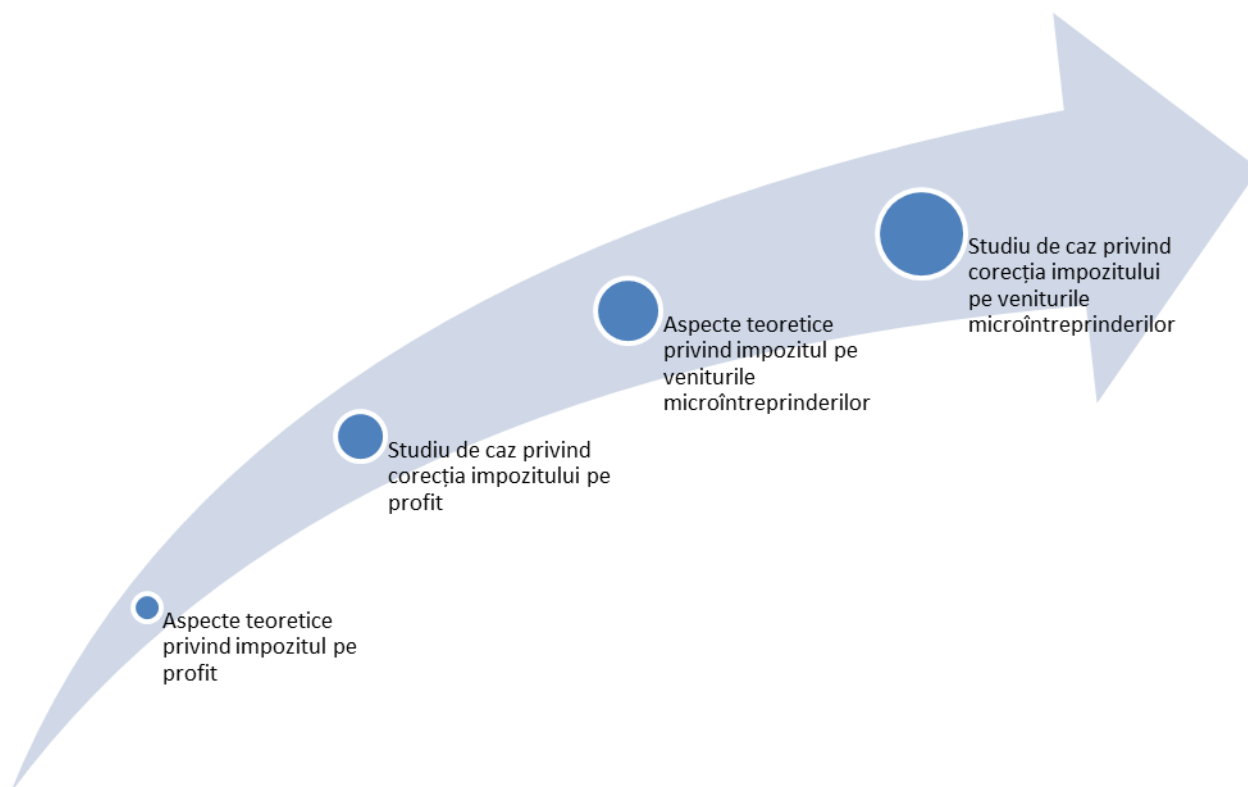 Aspecte teoretice
privind impozitul pe
profit
Studiu de caz privind
corecția impozitului pe
profit
Aspecte teoretice
privind impozitul pe
veniturile
microîntreprinderilor
Studiu de caz privind
corecția impozitului
pe veniturile
microîntreprinderilor